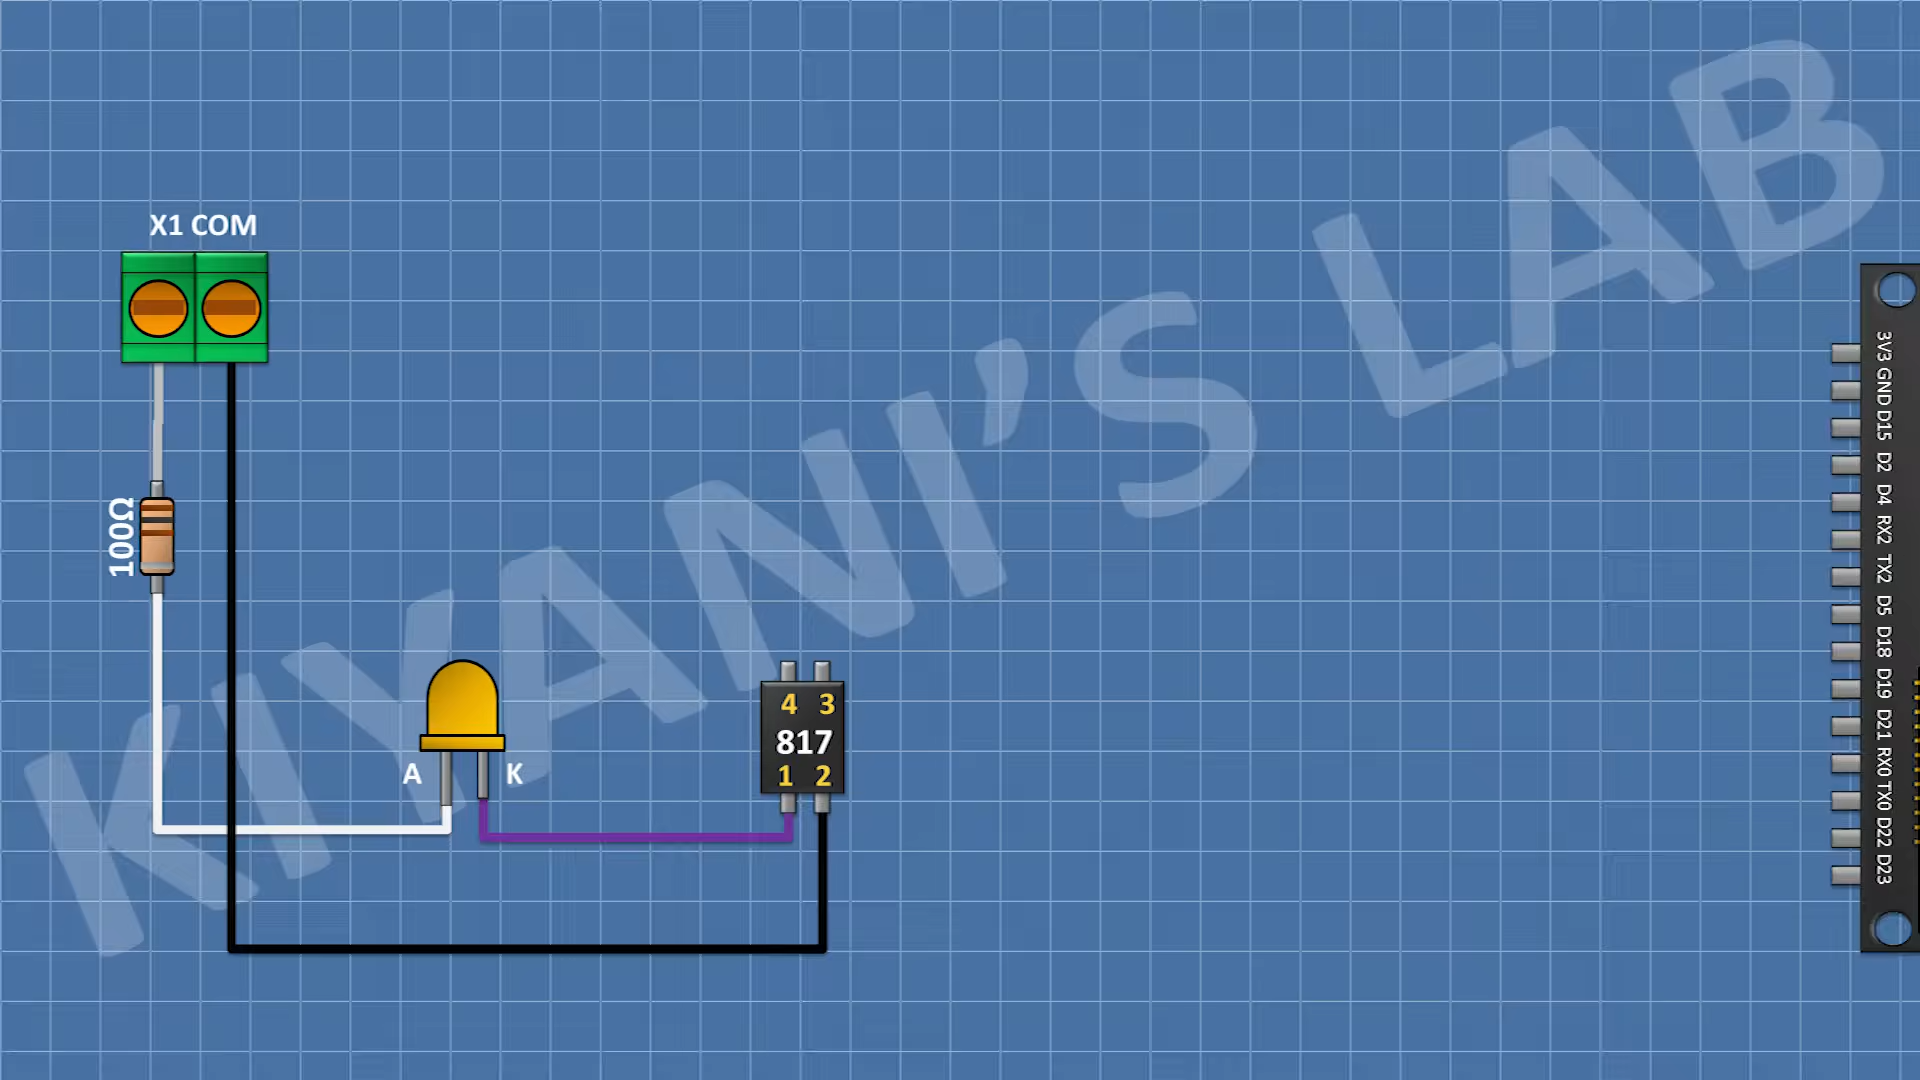 KIYANI'S LAB
X1 COM
100Ω
A
K
4 3
817
1 2
3V3
GND
D15
D2
D4
RX2
TX2
D5
D18
D19
D21
RX0
TX0
D22
D23